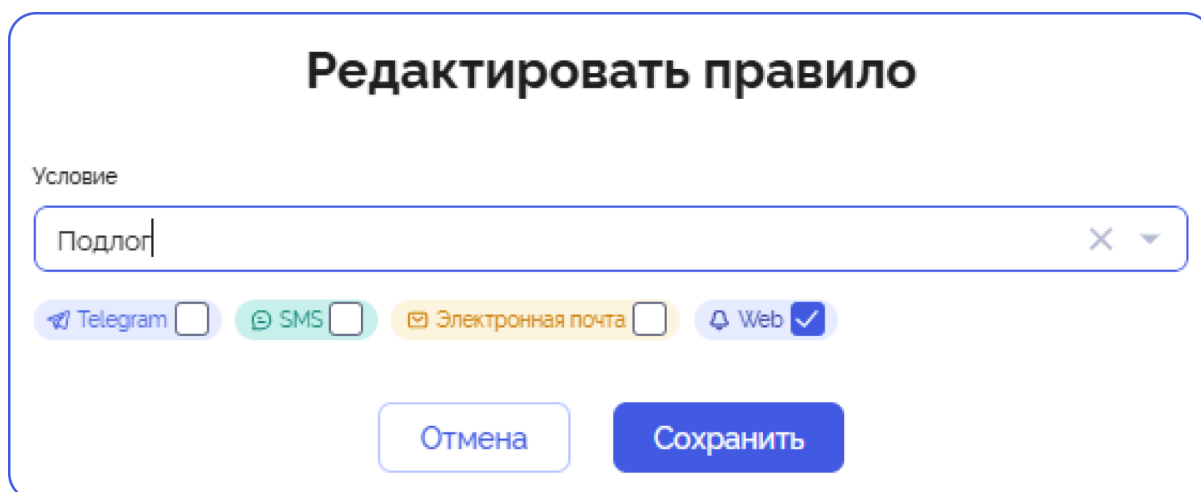 Редактировать правило
Условие
Подлог
Telegram SMS Электронная почта Web
Отмена Сохранить